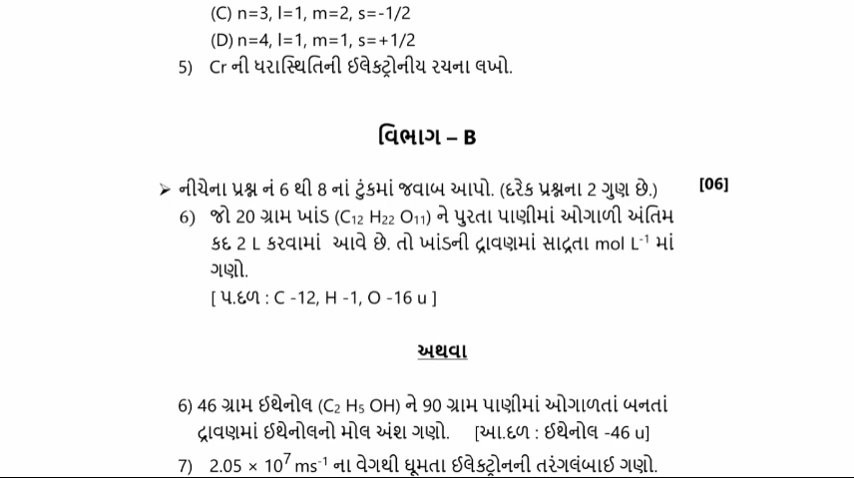 (C) n=3, l=1, m=2, s=-1/2
(D) n=4, l=1, m=1, s=+1/2
5) Cr ની ધરાસ્થિતિની ઈલેક્ટ્રોનીય રચના લખો.
વિભાગ – B
➢ નીચેના પ્રશ્ન નં 6 થી 8 નાં ટુંકમાં જવાબ આપો. (દરેક પ્રશ્નના 2 ગુણ છે.) [06]
6) જો 20 ગ્રામ ખાંડ (C₁₂ H₂₂ O₁₁) ને પુરતા પાણીમાં ઓગાળી અંતિમ
કદ 2 L કરવામાં આવે છે. તો ખાંડની દ્રાવણમાં સાદ્રતા mol L⁻¹ માં
ગણો.
[ પ.દળ : C -12, H -1, O -16 u ]
અથવા
6) 46 ગ્રામ ઈથેનોલ (C₂ H₅ OH) ને 90 ગ્રામ પાણીમાં ઓગાળતાં બનતાં
દ્રાવણમાં ઈથેનોલનો મોલ અંશ ગણો. [આ.દળ : ઈથેનોલ -46 u]
7) 2.05 × 10⁷ ms⁻¹ ના વેગથી ઘૂમતા ઈલેક્ટ્રોનની તરંગલંબાઈ ગણો.